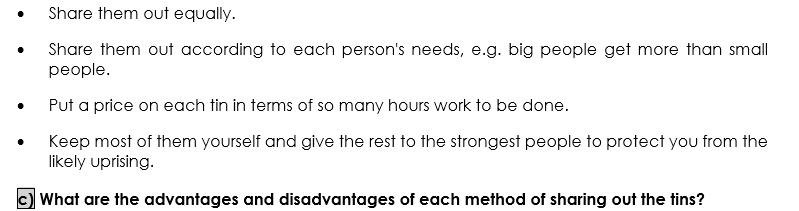 • Share them out equally.
• Share them out according to each person's needs, e.g. big people get more than small
people.
• Put a price on each tin in terms of so many hours work to be done.
• Keep most of them yourself and give the rest to the strongest people to protect you from the
likely uprising.
c) What are the advantages and disadvantages of each method of sharing out the tins?